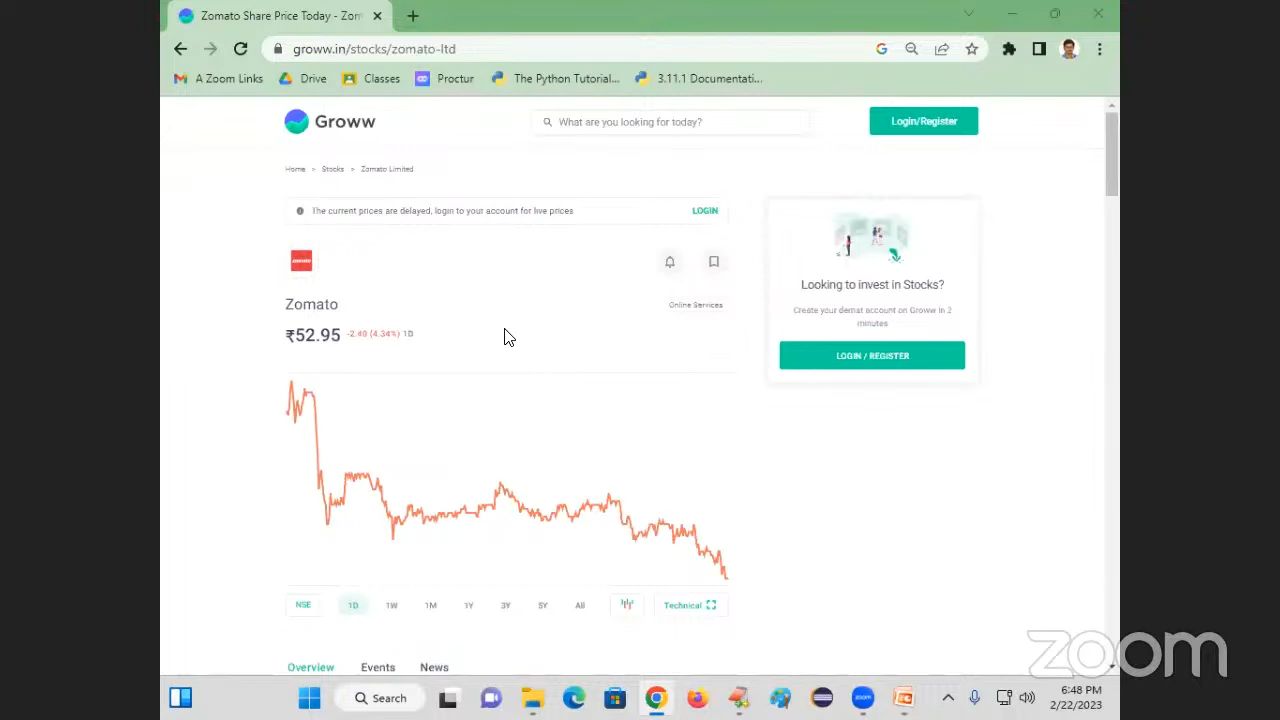 Zomato Share Price Today - Zom
groww.in/stocks/zomato-ltd
A Zoom Links Drive Classes Proctur The Python Tutorial... 3.11.1 Documentati...
Groww
What are you looking for today?
Login/Register
Home > Stocks > Zomato Limited
The current prices are delayed, login to your account for live prices
LOGIN
zomato
Zomato
Online Services
₹52.95 -2.40 (4.34%) 1D
Looking to invest in Stocks?
Create your demat account on Groww in 2
minutes
LOGIN / REGISTER
NSE 1D 1W 1M 1Y 3Y 5Y All Technical
Overview Events News
zoom
Search
zoom
6:48 PM
2/22/2023